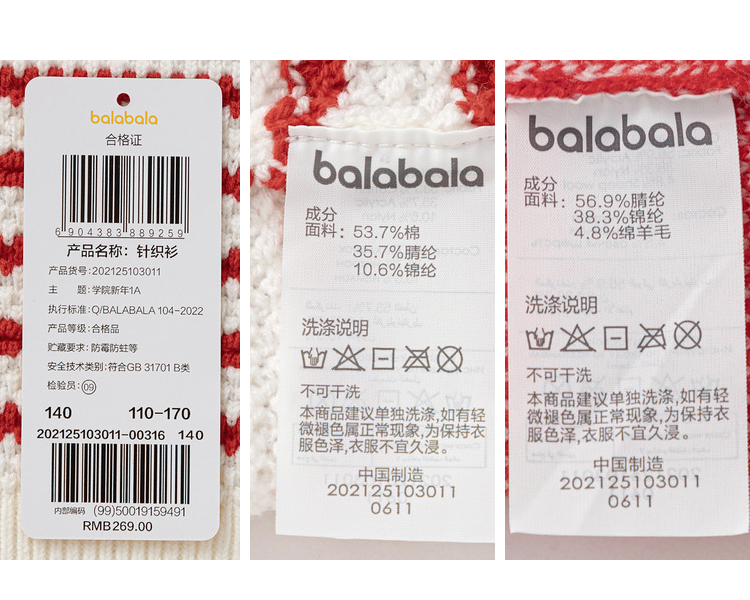 balabala
合格证
6 904383 889259
产品名称：针织衫
产品货号：202125103011
主 题：学院新年1A
执行标准：Q/BALABALA 104-2022
产品等级：合格品
贮藏要求：防霉防蛀等
安全技术类别：符合GB 31701 B类
检验员：09
140 110-170
202125103011-00316 140
内部编码 (99)50019159491
RMB269.00
balabala
成分
面料：53.7%棉
35.7%腈纶
10.6%锦纶
洗涤说明
不可干洗
本商品建议单独洗涤，如有轻
微褪色属正常现象，为保持衣
服色泽，衣服不宜久浸。
中国制造
202125103011
0611
balabala
成分
面料：56.9%腈纶
38.3%锦纶
4.8%绵羊毛
洗涤说明
不可干洗
本商品建议单独洗涤，如有轻
微褪色属正常现象，为保持衣
服色泽，衣服不宜久浸。
中国制造
202125103011
0611